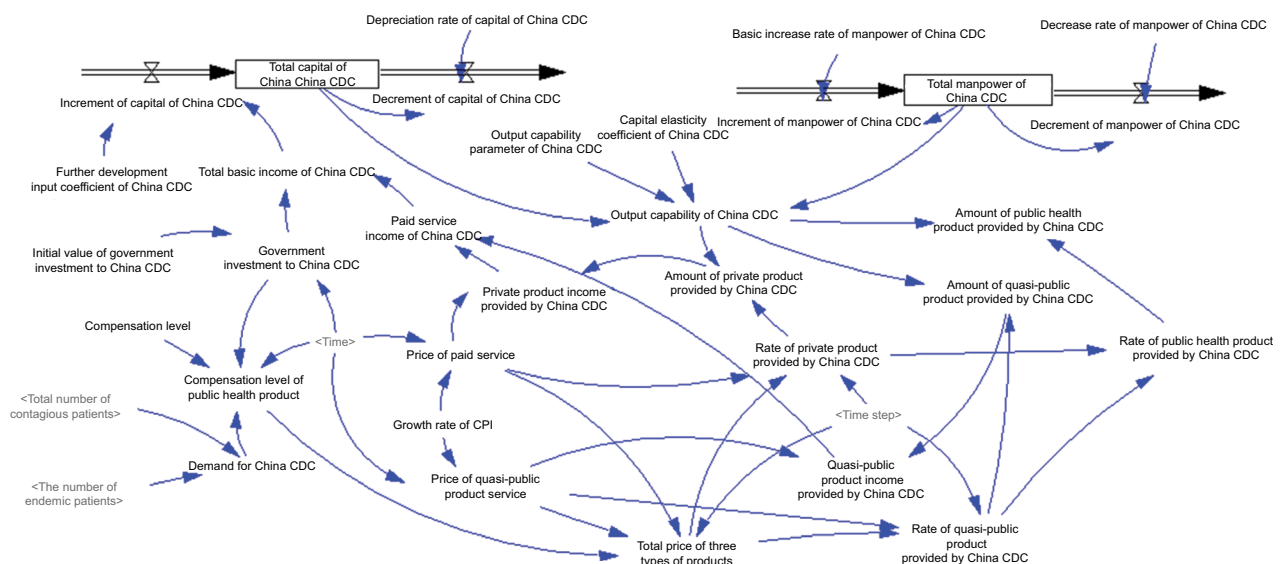 Depreciation rate of capital of China CDC
Basic increase rate of manpower of China CDC
Decrease rate of manpower of China CDC
Total capital of
China China CDC
Total manpower of
China CDC
Increment of capital of China CDC
Decrement of capital of China CDC
Increment of manpower of China CDC
Decrement of manpower of China CDC
Output capability
parameter of China CDC
Capital elasticity
coefficient of China CDC
Further development
input coefficient of China CDC
Total basic income of China CDC
Paid service
income of China CDC
Output capability of China CDC
Amount of public health
product provided by China CDC
Initial value of government
investment to China CDC
Government
investment to China CDC
Private product income
provided by China CDC
Amount of private product
provided by China CDC
Amount of quasi-public
product provided by China CDC
Compensation level
<Time>
Price of paid service
Rate of private product
provided by China CDC
Rate of public health product
provided by China CDC
Compensation level of
public health product
<Total number of
contagious patients>
Growth rate of CPI
<Time step>
Demand for China CDC
<The number of
endemic patients>
Price of quasi-public
product service
Quasi-public
product income
provided by China CDC
Total price of three
types of products
Rate of quasi-public
product
provided by China CDC